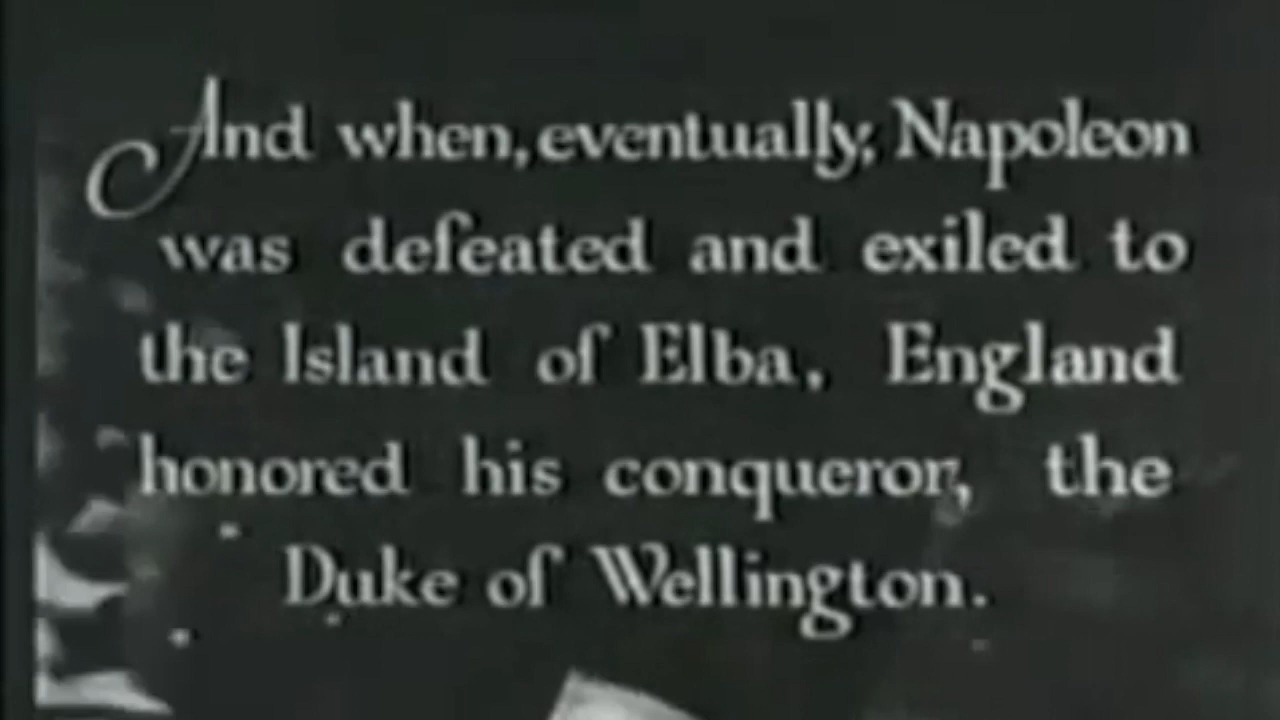 And when, eventually, Napoleon
was defeated and exiled to
the Island of Elba, England
honored his conqueror, the
Duke of Wellington.